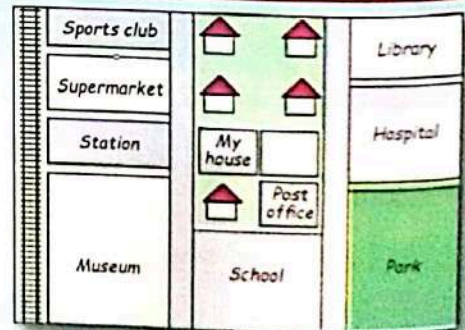 Sports club
Supermarket
Station
Museum
My
house
Post
office
School
Library
Hospital
Park